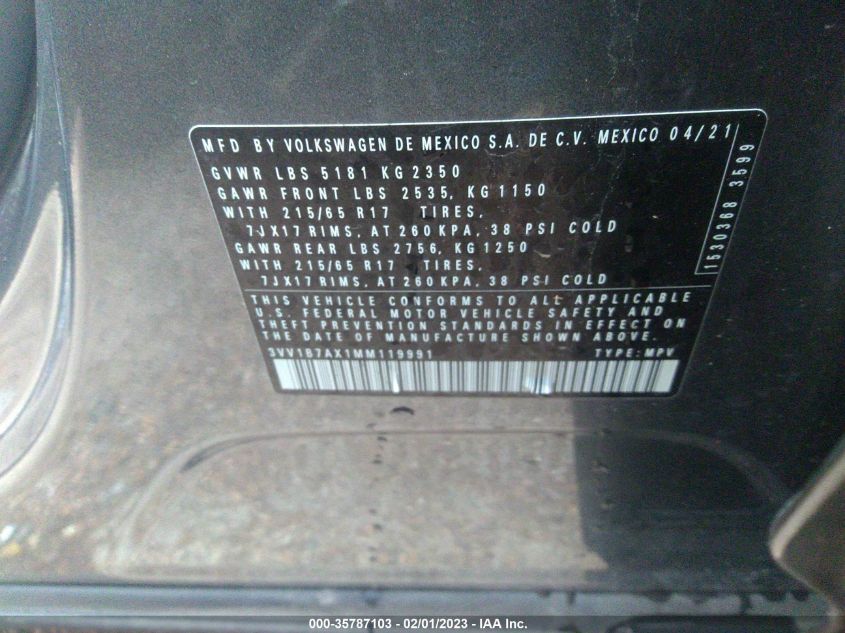 MFD BY VOLKSWAGEN DE MEXICO S.A. DE C.V. MEXICO 04/21
GVWR LBS 5181 KG 2350
GAWR FRONT LBS 2535, KG 1150
WITH 215/65 R17 TIRES,
7JX17 RIMS, AT 260 KPA, 38 PSI COLD
GAWR REAR LBS 2756, KG 1250
WITH 215/65 R17 TIRES,
7JX17 RIMS, AT 260 KPA, 38 PSI COLD
1530368 3599
THIS VEHICLE CONFORMS TO ALL APPLICABLE
U.S. FEDERAL MOTOR VEHICLE SAFETY AND
THEFT PREVENTION STANDARDS IN EFFECT ON
THE DATE OF MANUFACTURE SHOWN ABOVE.
3VV1B7AX1MM119991 TYPE: MPV
000-35787103 - 02/01/2023 - IAA Inc.